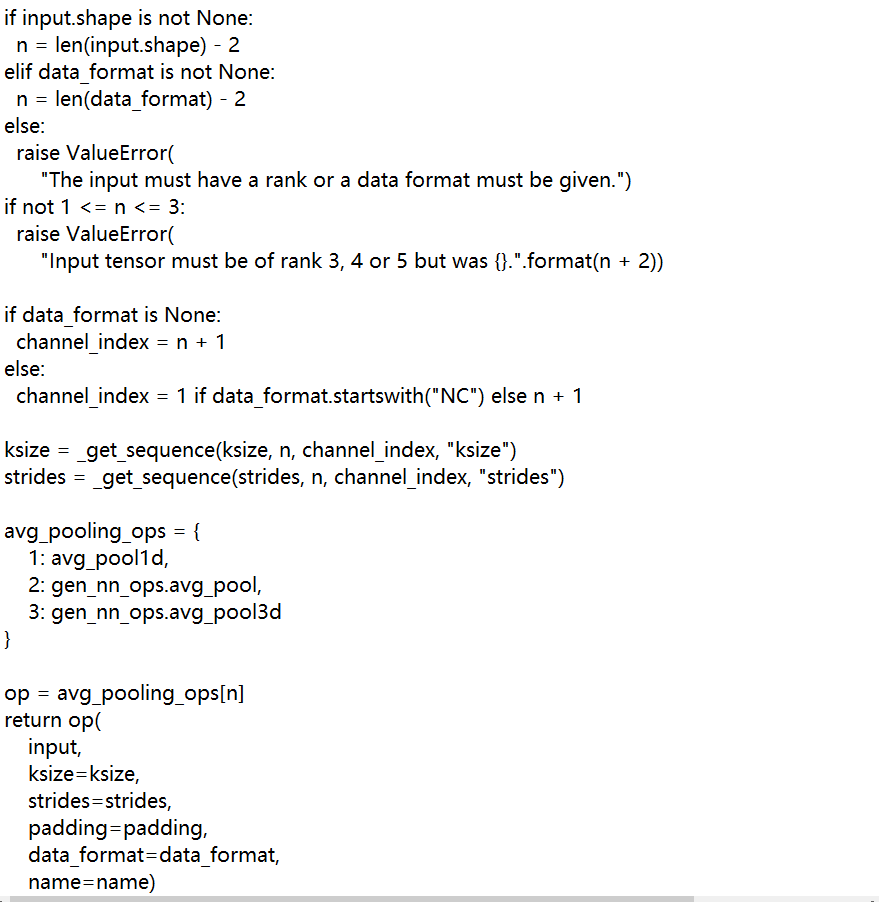 if input.shape is not None:
  n = len(input.shape) - 2
elif data_format is not None:
  n = len(data_format) - 2
else:
  raise ValueError(
      "The input must have a rank or a data format must be given.")
if not 1 <= n <= 3:
  raise ValueError(
      "Input tensor must be of rank 3, 4 or 5 but was {}.".format(n + 2))

if data_format is None:
  channel_index = n + 1
else:
  channel_index = 1 if data_format.startswith("NC") else n + 1

ksize = _get_sequence(ksize, n, channel_index, "ksize")
strides = _get_sequence(strides, n, channel_index, "strides")

avg_pooling_ops = {
    1: avg_pool1d,
    2: gen_nn_ops.avg_pool,
    3: gen_nn_ops.avg_pool3d
}

op = avg_pooling_ops[n]
return op(
    input,
    ksize=ksize,
    strides=strides,
    padding=padding,
    data_format=data_format,
    name=name)